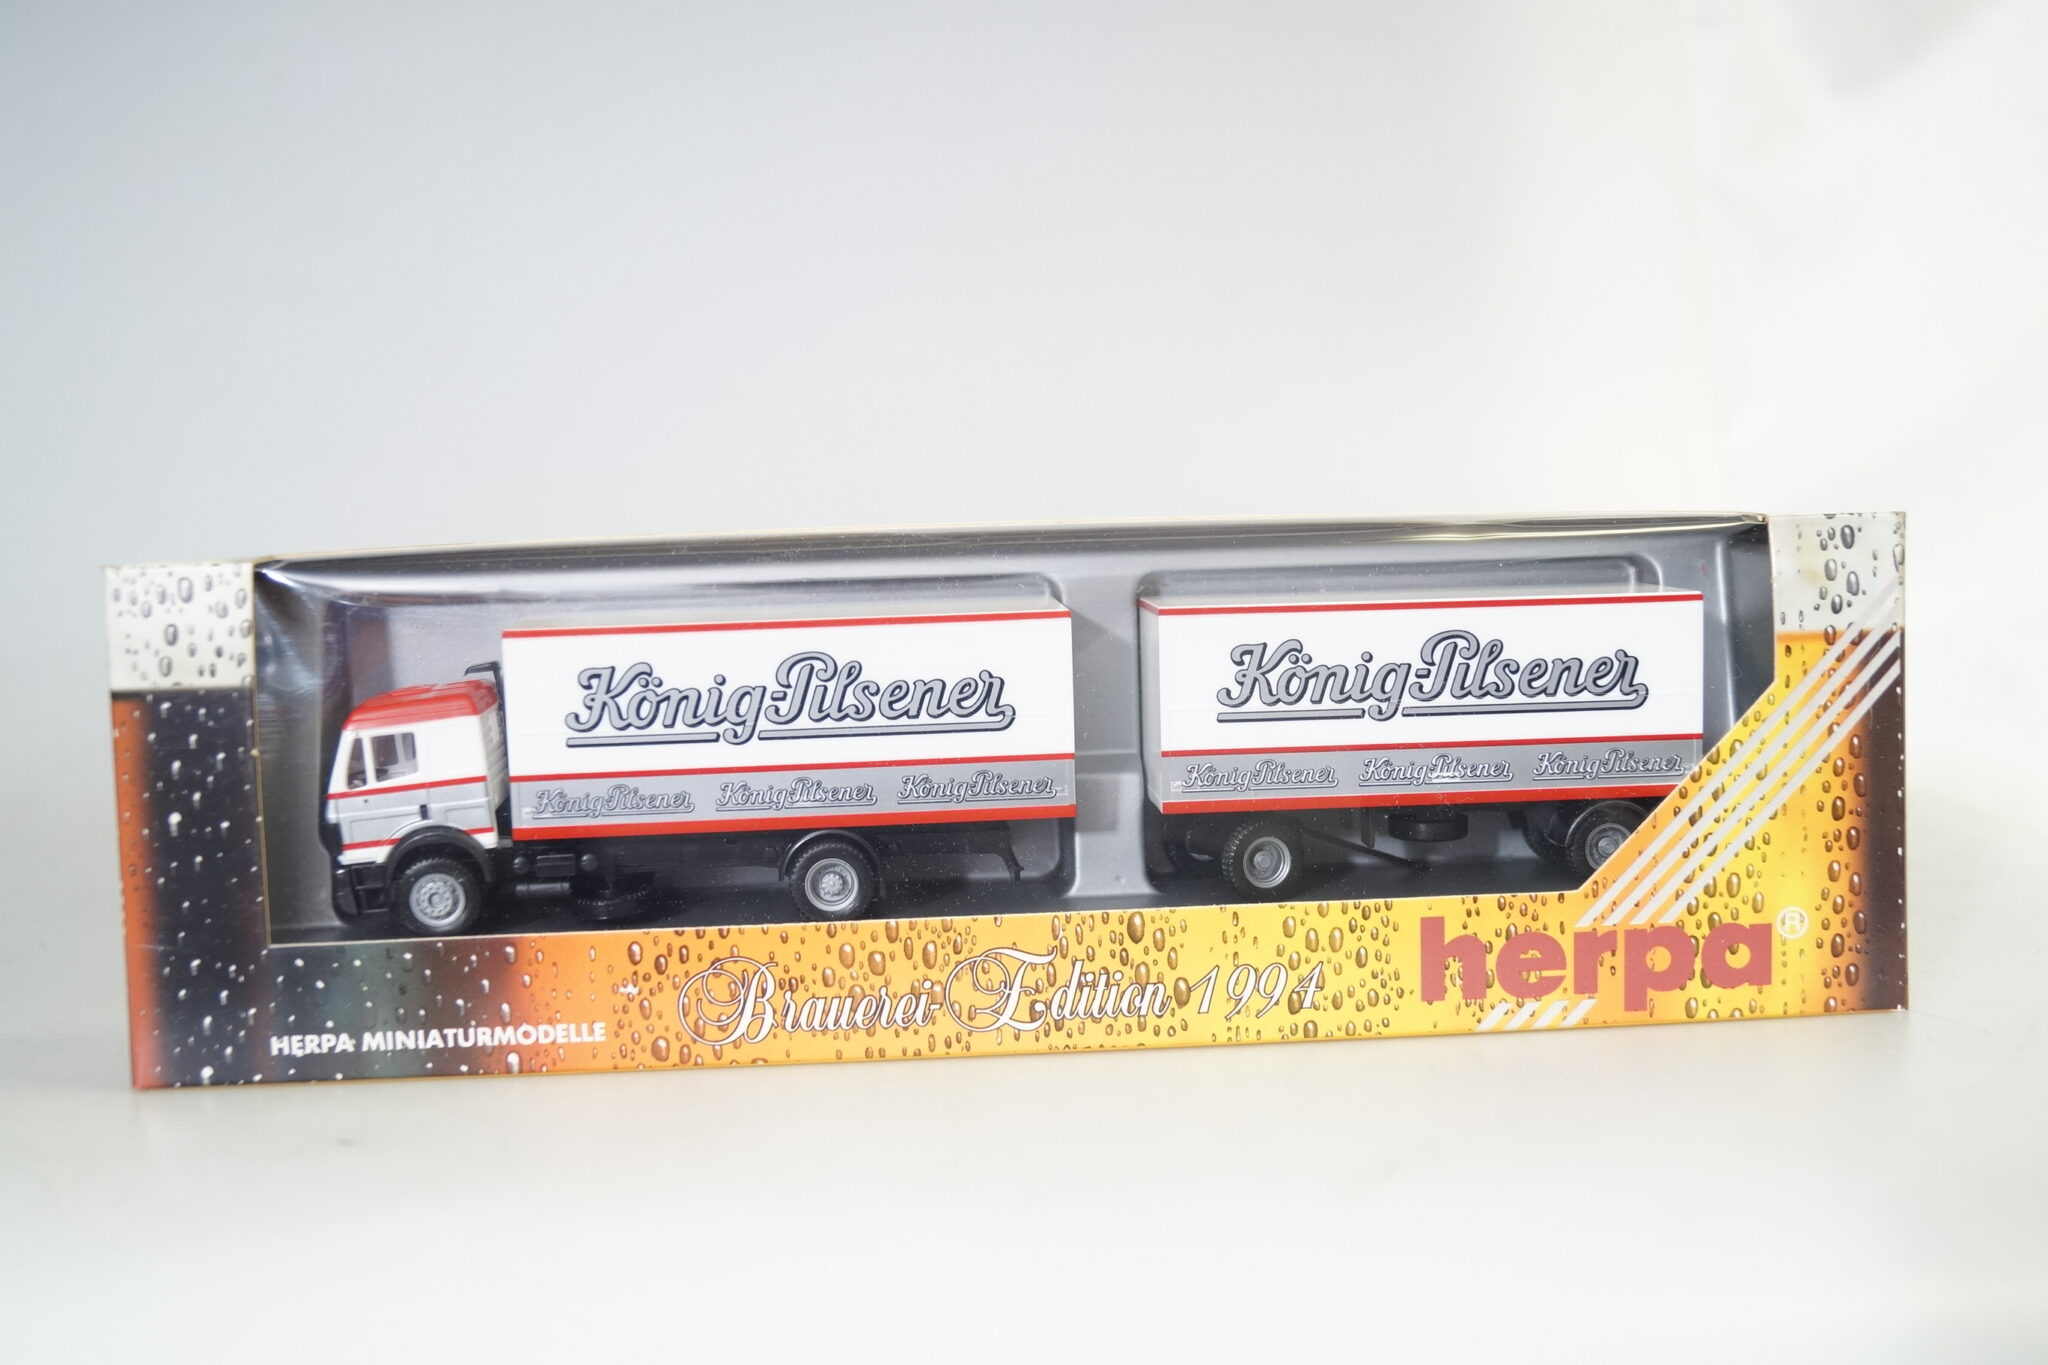 König-Pilsener
König-Pilsener
König-Pilsener König-Pilsener König-Pilsener
König-Pilsener König-Pilsener König-Pilsener
herpa®
Brauerei-Edition 1994
HERPA MINIATURMODELLE